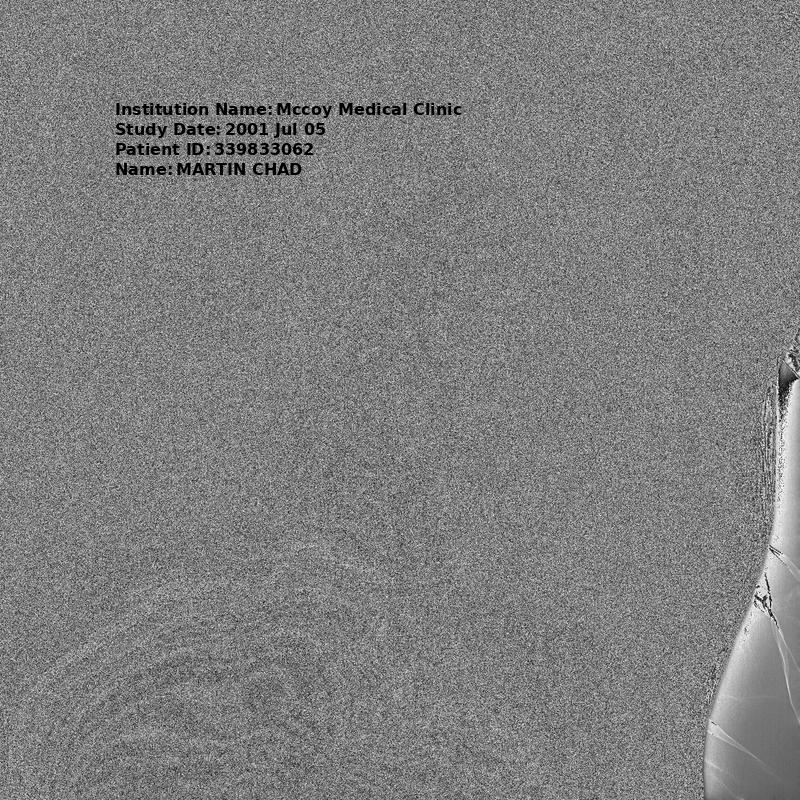 Institution Name: Mccoy Medical Clinic
Study Date: 2001 Jul 05
Patient ID: 339833062
Name: MARTIN CHAD